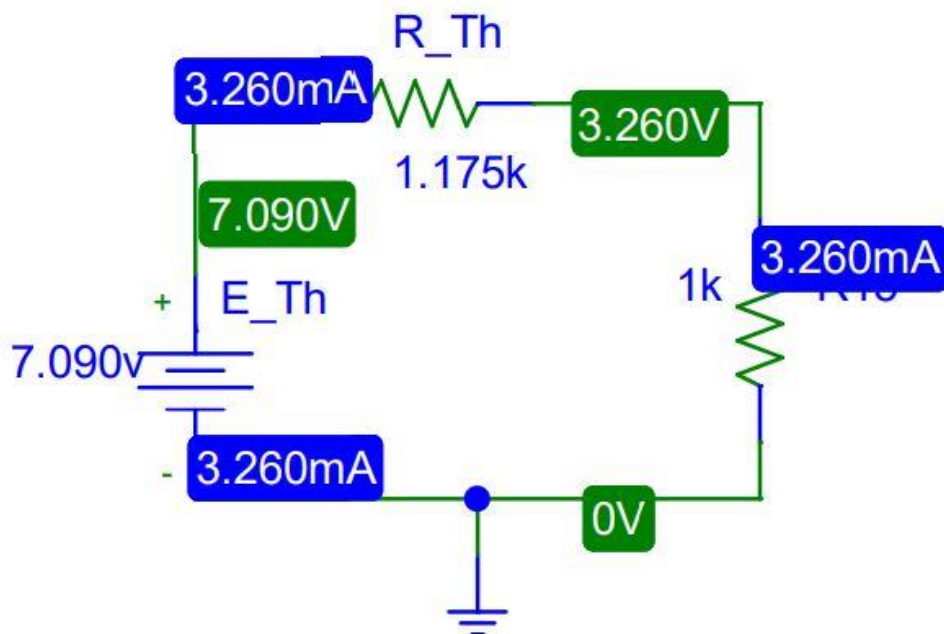 R_Th
3.260mA
3.260V
1.175k
7.090V
3.260mA
1k
+
E_Th
7.090v
3.260mA
-
0V